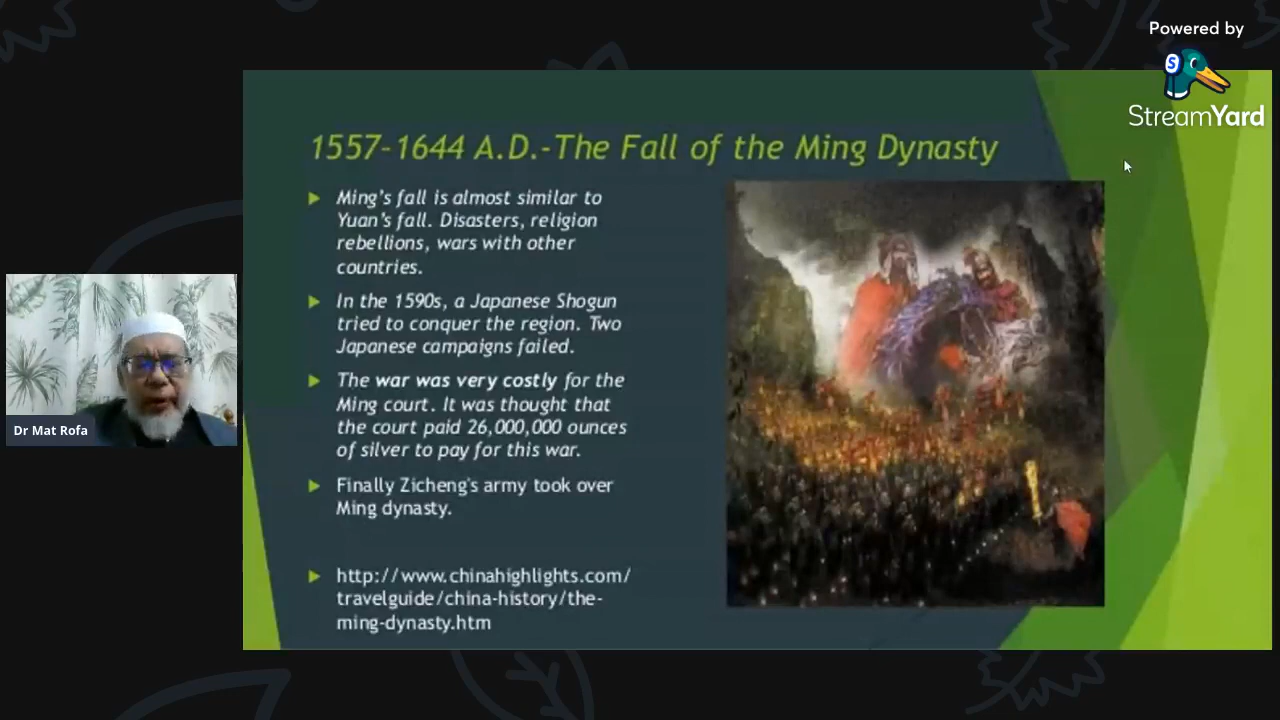 Powered by
StreamYard
1557-1644 A.D.-The Fall of the Ming Dynasty
Ming's fall is almost similar to
Yuan's fall. Disasters, religion
rebellions, wars with other
countries.
In the 1590s, a Japanese Shogun
tried to conquer the region. Two
Japanese campaigns failed.
The war was very costly for the
Ming court. It was thought that
the court paid 26,000,000 ounces
of silver to pay for this war.
Finally Zicheng's army took over
Ming dynasty.
http://www.chinahighlights.com/
travelguide/china-history/the-
ming-dynasty.htm
Dr Mat Rofa